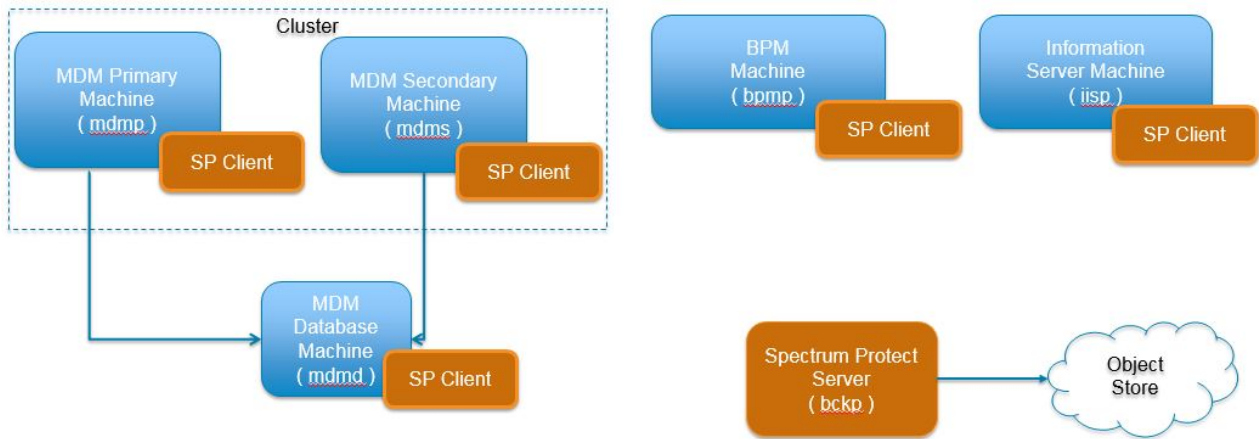 Cluster
MDM Primary
Machine
( mdmp )
SP Client
MDM Secondary
Machine
( mdms )
SP Client
BPM
Machine
( bpmp )
SP Client
Information
Server Machine
( iisp )
SP Client
MDM
Database
Machine
( mdmd )
SP Client
Spectrum Protect
Server
( bckp )
Object
Store